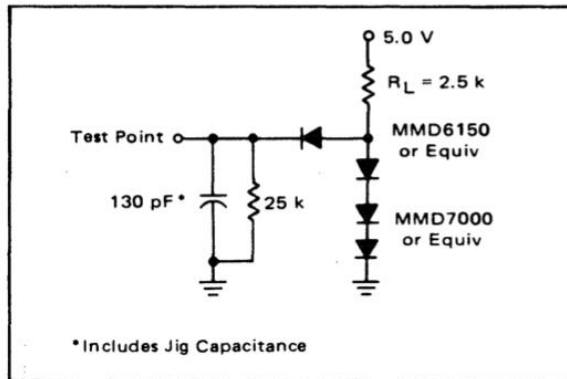 5.0 V
R_L = 2.5 k
Test Point
MMD6150
or Equiv
130 pF*
25 k
MMD7000
or Equiv
*Includes Jig Capacitance